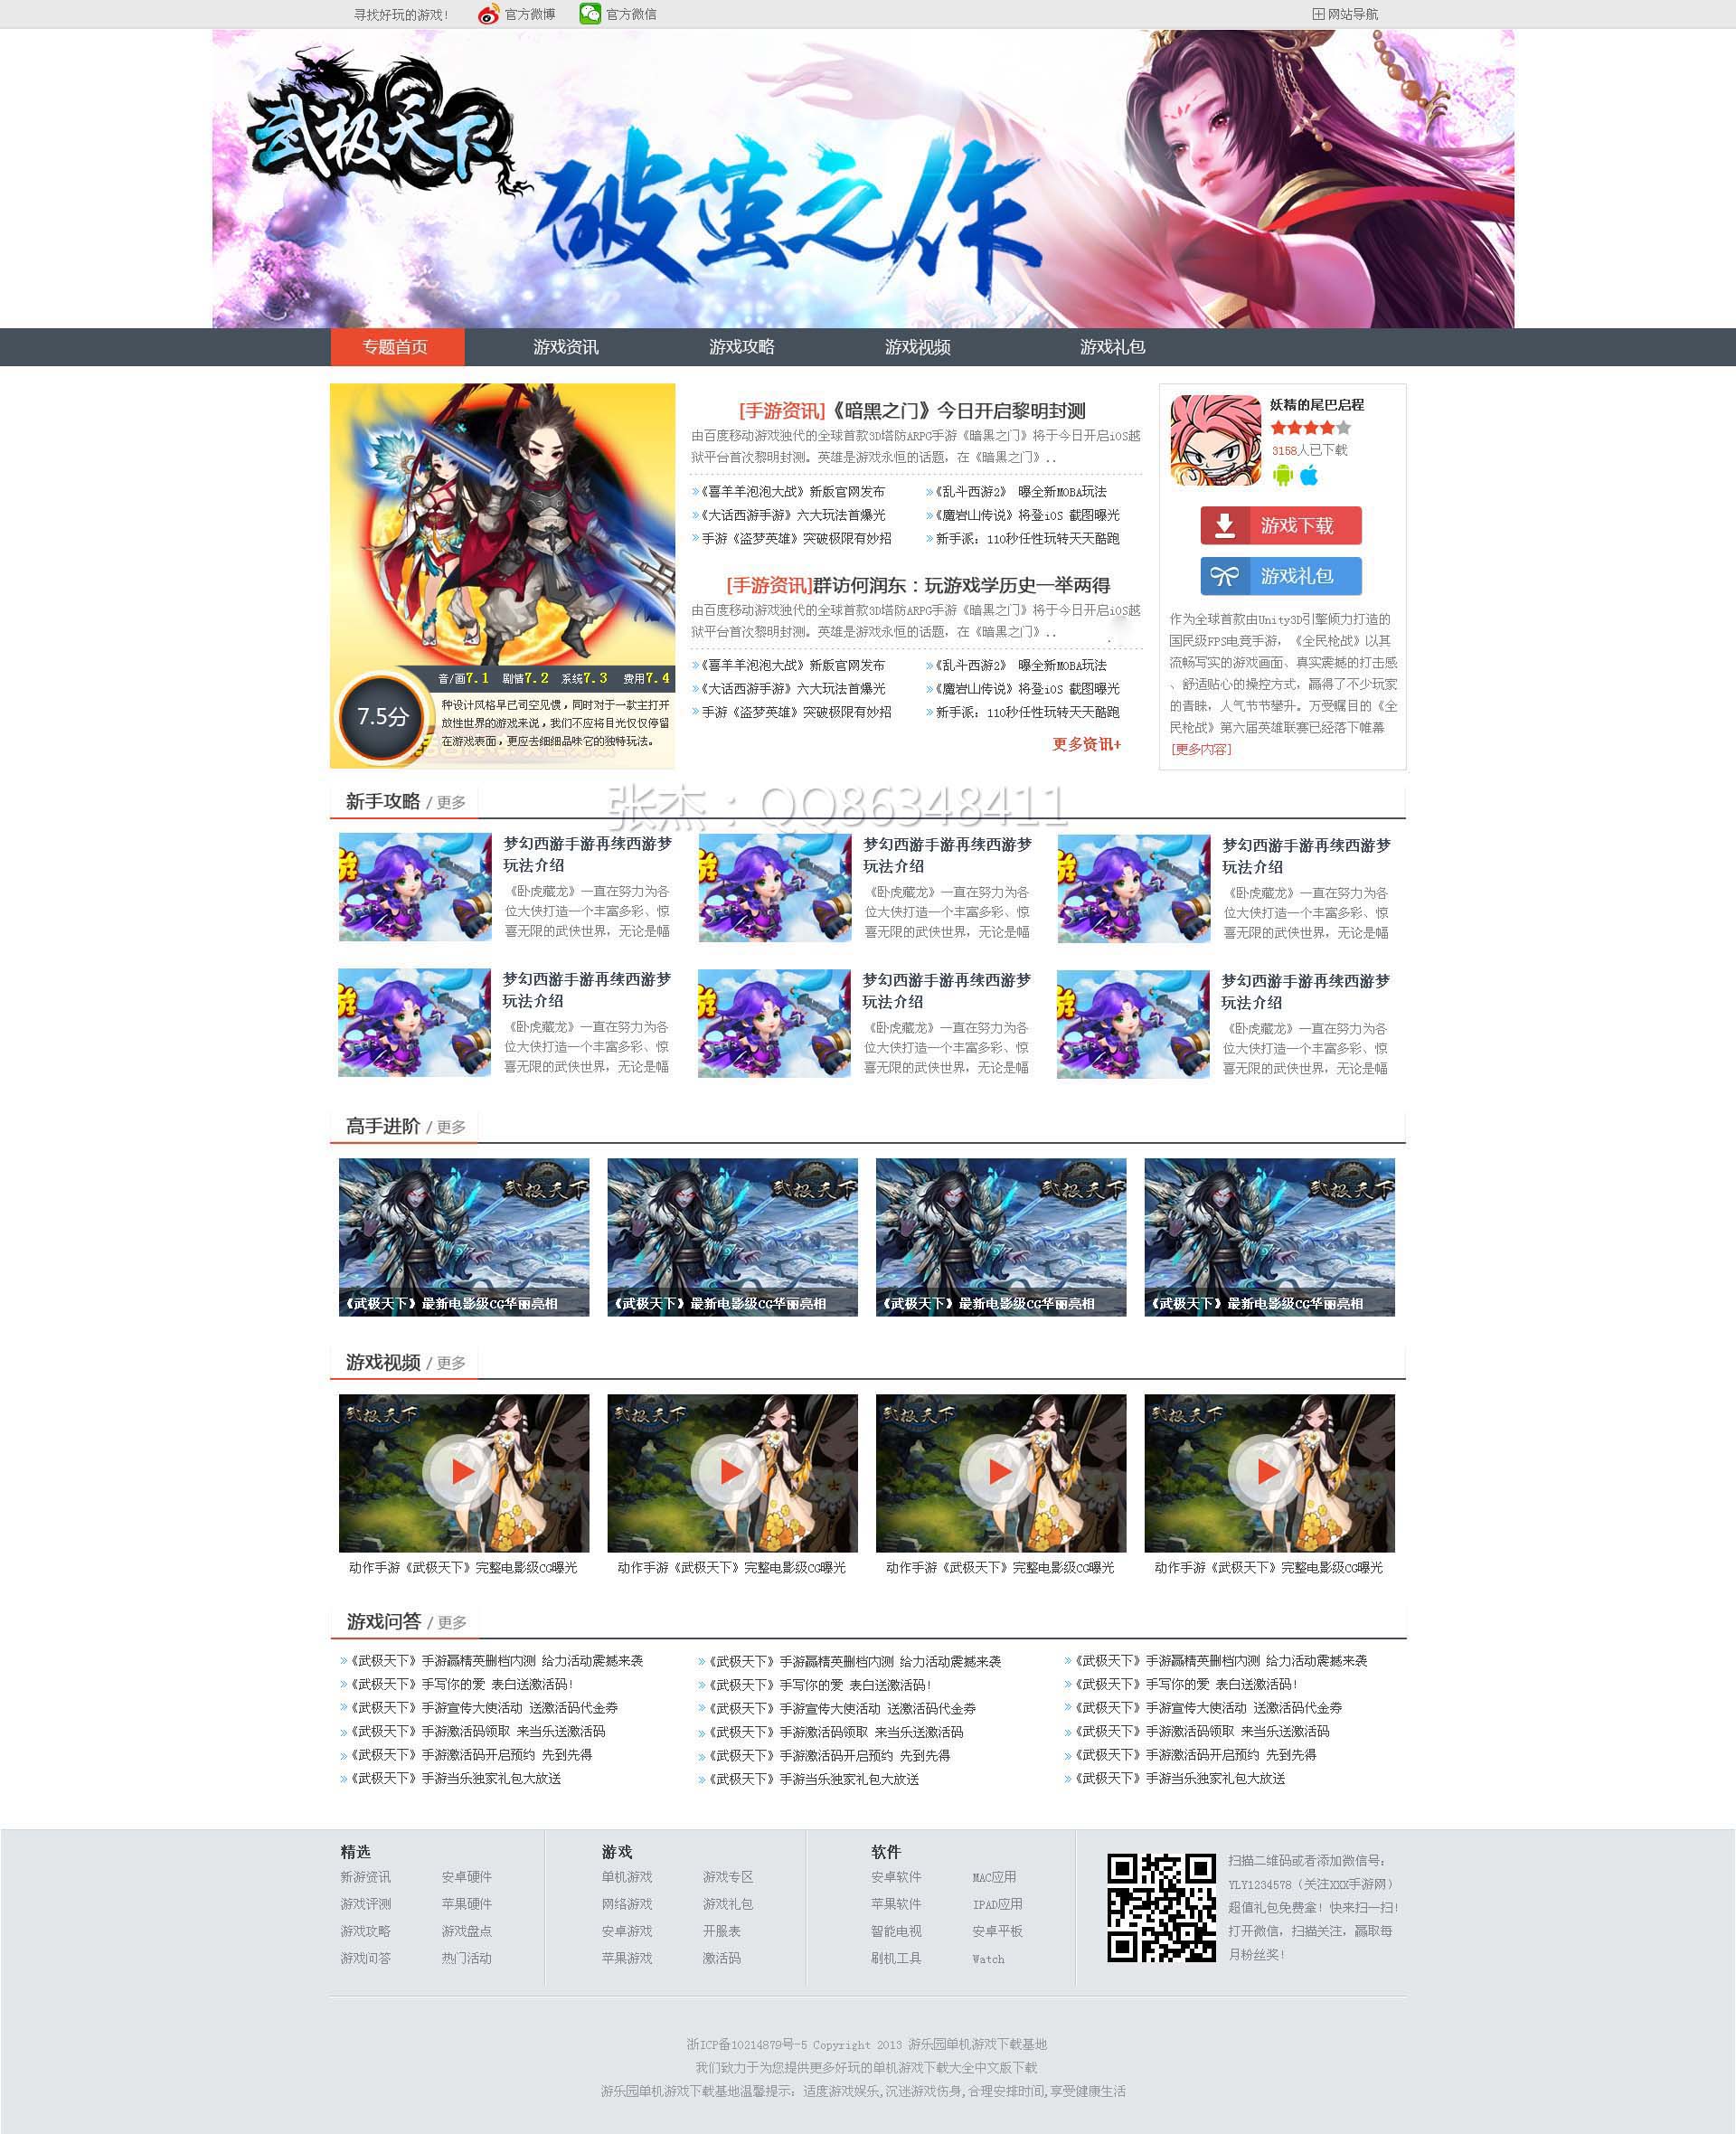 寻找好玩的游戏! 官方微博 官方微信 网站导航
武极天下
破茧之作
专题首页 游戏资讯 游戏攻略 游戏视频 游戏礼包
音/画7.1 剧情7.2 系统7.3 费用7.4
7.5分
种设计风格早已司空见惯，同时对于一款主打开
放性世界的游戏来说，我们不应将目光仅仅停留
在游戏表面，更应去细细品味它的独特玩法。
[手游资讯]《暗黑之门》今日开启黎明封测
由百度移动游戏独代的全球首款3D塔防ARPG手游《暗黑之门》将于今日开启iOS越
狱平台首次黎明封测。英雄是游戏永恒的话题，在《暗黑之门》..
《喜羊羊泡泡大战》新版官网发布 《乱斗西游2》 曝全新MOBA玩法
《大话西游手游》六大玩法首爆光 《魔岩山传说》将登iOS 截图曝光
手游《盗梦英雄》突破极限有妙招 新手派：110秒任性玩转天天酷跑
[手游资讯]群访何润东：玩游戏学历史一举两得
由百度移动游戏独代的全球首款3D塔防ARPG手游《暗黑之门》将于今日开启iOS越
狱平台首次黎明封测。英雄是游戏永恒的话题，在《暗黑之门》..
《喜羊羊泡泡大战》新版官网发布 《乱斗西游2》 曝全新MOBA玩法
《大话西游手游》六大玩法首爆光 《魔岩山传说》将登iOS 截图曝光
手游《盗梦英雄》突破极限有妙招 新手派：110秒任性玩转天天酷跑
更多资讯+
妖精的尾巴启程
3158人已下载
游戏下载
游戏礼包
作为全球首款由Unity3D引擎倾力打造的
国民级FPS电竞手游，《全民枪战》以其
流畅写实的游戏画面、真实震撼的打击感
、舒适贴心的操控方式，赢得了不少玩家
的青睐，人气节节攀升。万受瞩目的《全
民枪战》第六届英雄联赛已经落下帷幕
[更多内容]
新手攻略 / 更多
张杰：QQ86348411
梦幻西游手游再续西游梦 梦幻西游手游再续西游梦 梦幻西游手游再续西游梦
玩法介绍 玩法介绍 玩法介绍
《卧虎藏龙》一直在努力为各 《卧虎藏龙》一直在努力为各 《卧虎藏龙》一直在努力为各
位大侠打造一个丰富多彩、惊 位大侠打造一个丰富多彩、惊 位大侠打造一个丰富多彩、惊
喜无限的武侠世界，无论是幅 喜无限的武侠世界，无论是幅 喜无限的武侠世界，无论是幅
梦幻西游手游再续西游梦 梦幻西游手游再续西游梦 梦幻西游手游再续西游梦
玩法介绍 玩法介绍 玩法介绍
《卧虎藏龙》一直在努力为各 《卧虎藏龙》一直在努力为各 《卧虎藏龙》一直在努力为各
位大侠打造一个丰富多彩、惊 位大侠打造一个丰富多彩、惊 位大侠打造一个丰富多彩、惊
喜无限的武侠世界，无论是幅 喜无限的武侠世界，无论是幅 喜无限的武侠世界，无论是幅
高手进阶 / 更多
武极天下 武极天下 武极天下 武极天下
《武极天下》最新电影级CG华丽亮相 《武极天下》最新电影级CG华丽亮相 《武极天下》最新电影级CG华丽亮相 《武极天下》最新电影级CG华丽亮相
游戏视频 / 更多
武极天下 武极天下 武极天下 武极天下
动作手游《武极天下》完整电影级CG曝光 动作手游《武极天下》完整电影级CG曝光 动作手游《武极天下》完整电影级CG曝光 动作手游《武极天下》完整电影级CG曝光
游戏问答 / 更多
《武极天下》手游赢精英删档内测 给力活动震撼来袭 《武极天下》手游赢精英删档内测 给力活动震撼来袭 《武极天下》手游赢精英删档内测 给力活动震撼来袭
《武极天下》手写你的爱 表白送激活码! 《武极天下》手写你的爱 表白送激活码! 《武极天下》手写你的爱 表白送激活码!
《武极天下》手游宣传大使活动 送激活码代金券 《武极天下》手游宣传大使活动 送激活码代金券 《武极天下》手游宣传大使活动 送激活码代金券
《武极天下》手游激活码领取 来当乐送激活码 《武极天下》手游激活码领取 来当乐送激活码 《武极天下》手游激活码领取 来当乐送激活码
《武极天下》手游激活码开启预约 先到先得 《武极天下》手游激活码开启预约 先到先得 《武极天下》手游激活码开启预约 先到先得
《武极天下》手游当乐独家礼包大放送 《武极天下》手游当乐独家礼包大放送 《武极天下》手游当乐独家礼包大放送
精选 游戏 软件
新游资讯 安卓硬件 单机游戏 游戏专区 安卓软件 MAC应用
游戏评测 苹果硬件 网络游戏 游戏礼包 苹果软件 IPAD应用
游戏攻略 游戏盘点 安卓游戏 开服表 智能电视 安卓平板
游戏问答 热门活动 苹果游戏 激活码 刷机工具 Watch
扫描二维码或者添加微信号：
YLY1234578（关注XXX手游网）
超值礼包免费拿! 快来扫一扫!
打开微信，扫描关注，赢取每
月粉丝奖!
浙ICP备10214879号-5 Copyright 2013 游乐园单机游戏下载基地
我们致力于为您提供更多好玩的单机游戏下载大全中文版下载
游乐园单机游戏下载基地温馨提示：适度游戏娱乐,沉迷游戏伤身,合理安排时间,享受健康生活